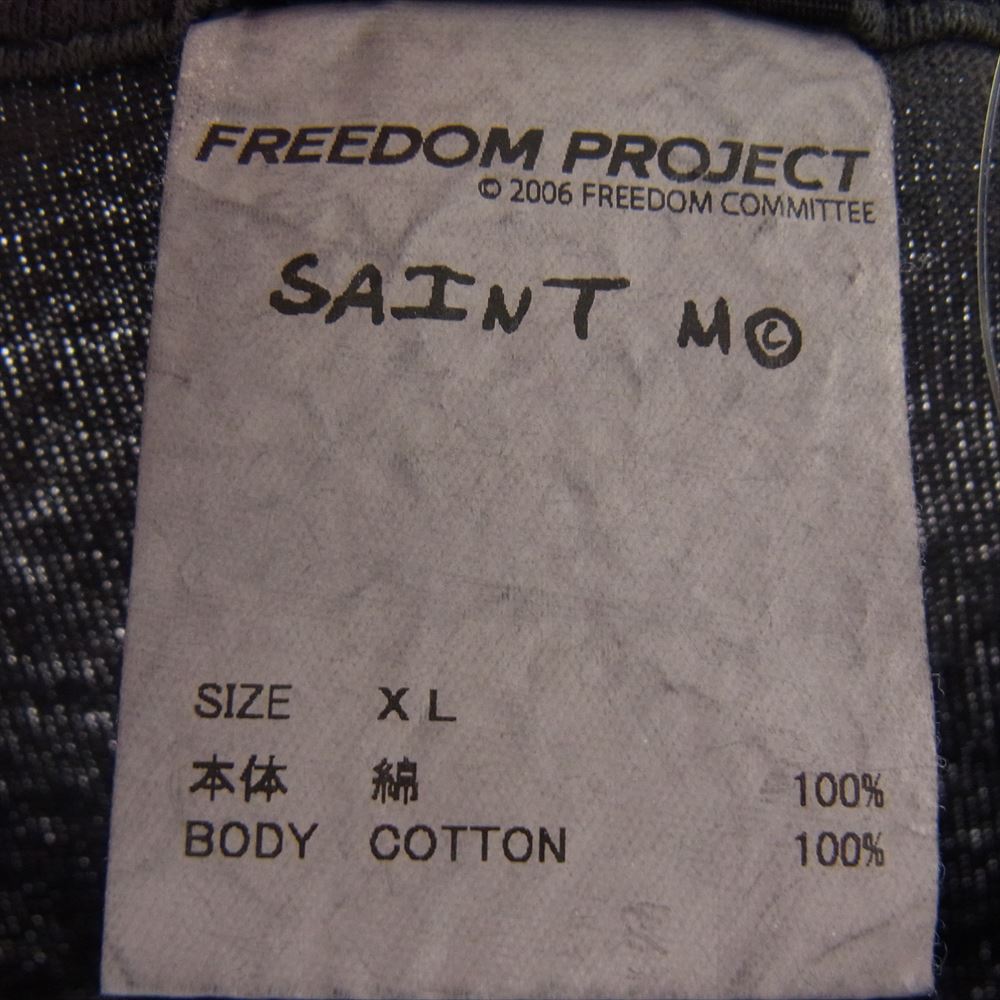 FREEDOM PROJECT
© 2006 FREEDOM COMMITTEE
SAINT M©
SIZE XL
本体 綿 100%
BODY COTTON 100%